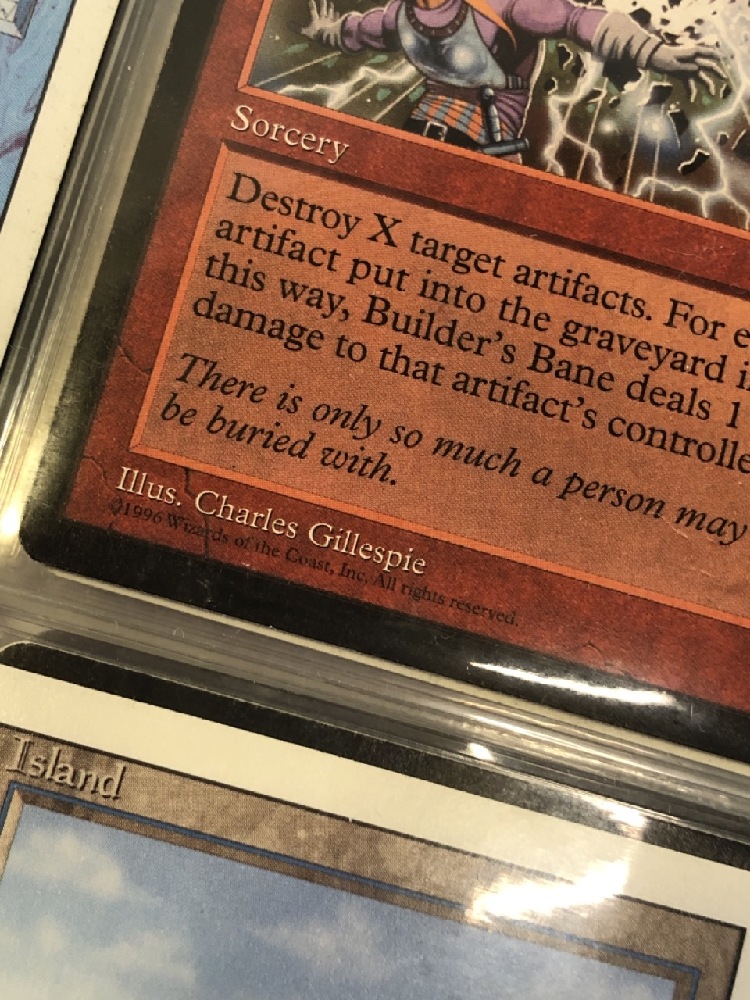 Sorcery
Destroy X target artifacts. For e
artifact put into the graveyard i
this way, Builder's Bane deals 1
damage to that artifact's controlle
There is only so much a person may
be buried with.
Illus. Charles Gillespie
©1996 Wizards of the Coast, Inc. All rights reserved.
Island